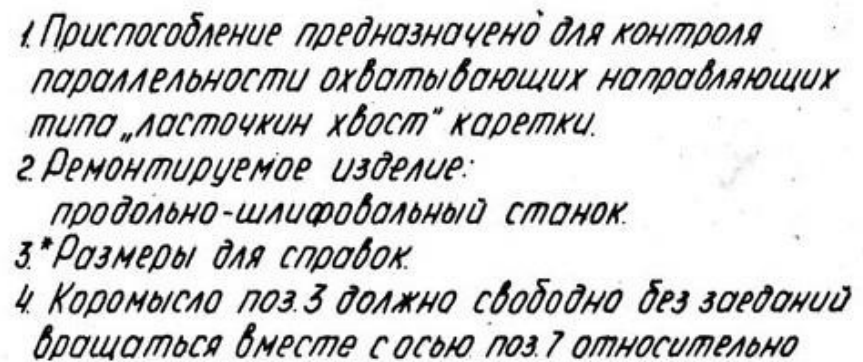 1. Приспособление предназначено для контроля
параллельности охватывающих направляющих
типа „ласточкин хвост" каретки.
2. Ремонтируемое изделие:
продольно-шлифовальный станок.
3.*Размеры для справок.
4. Коромысло поз. 3 должно свободно без заеданий
вращаться вместе с осью поз. 7 относительно